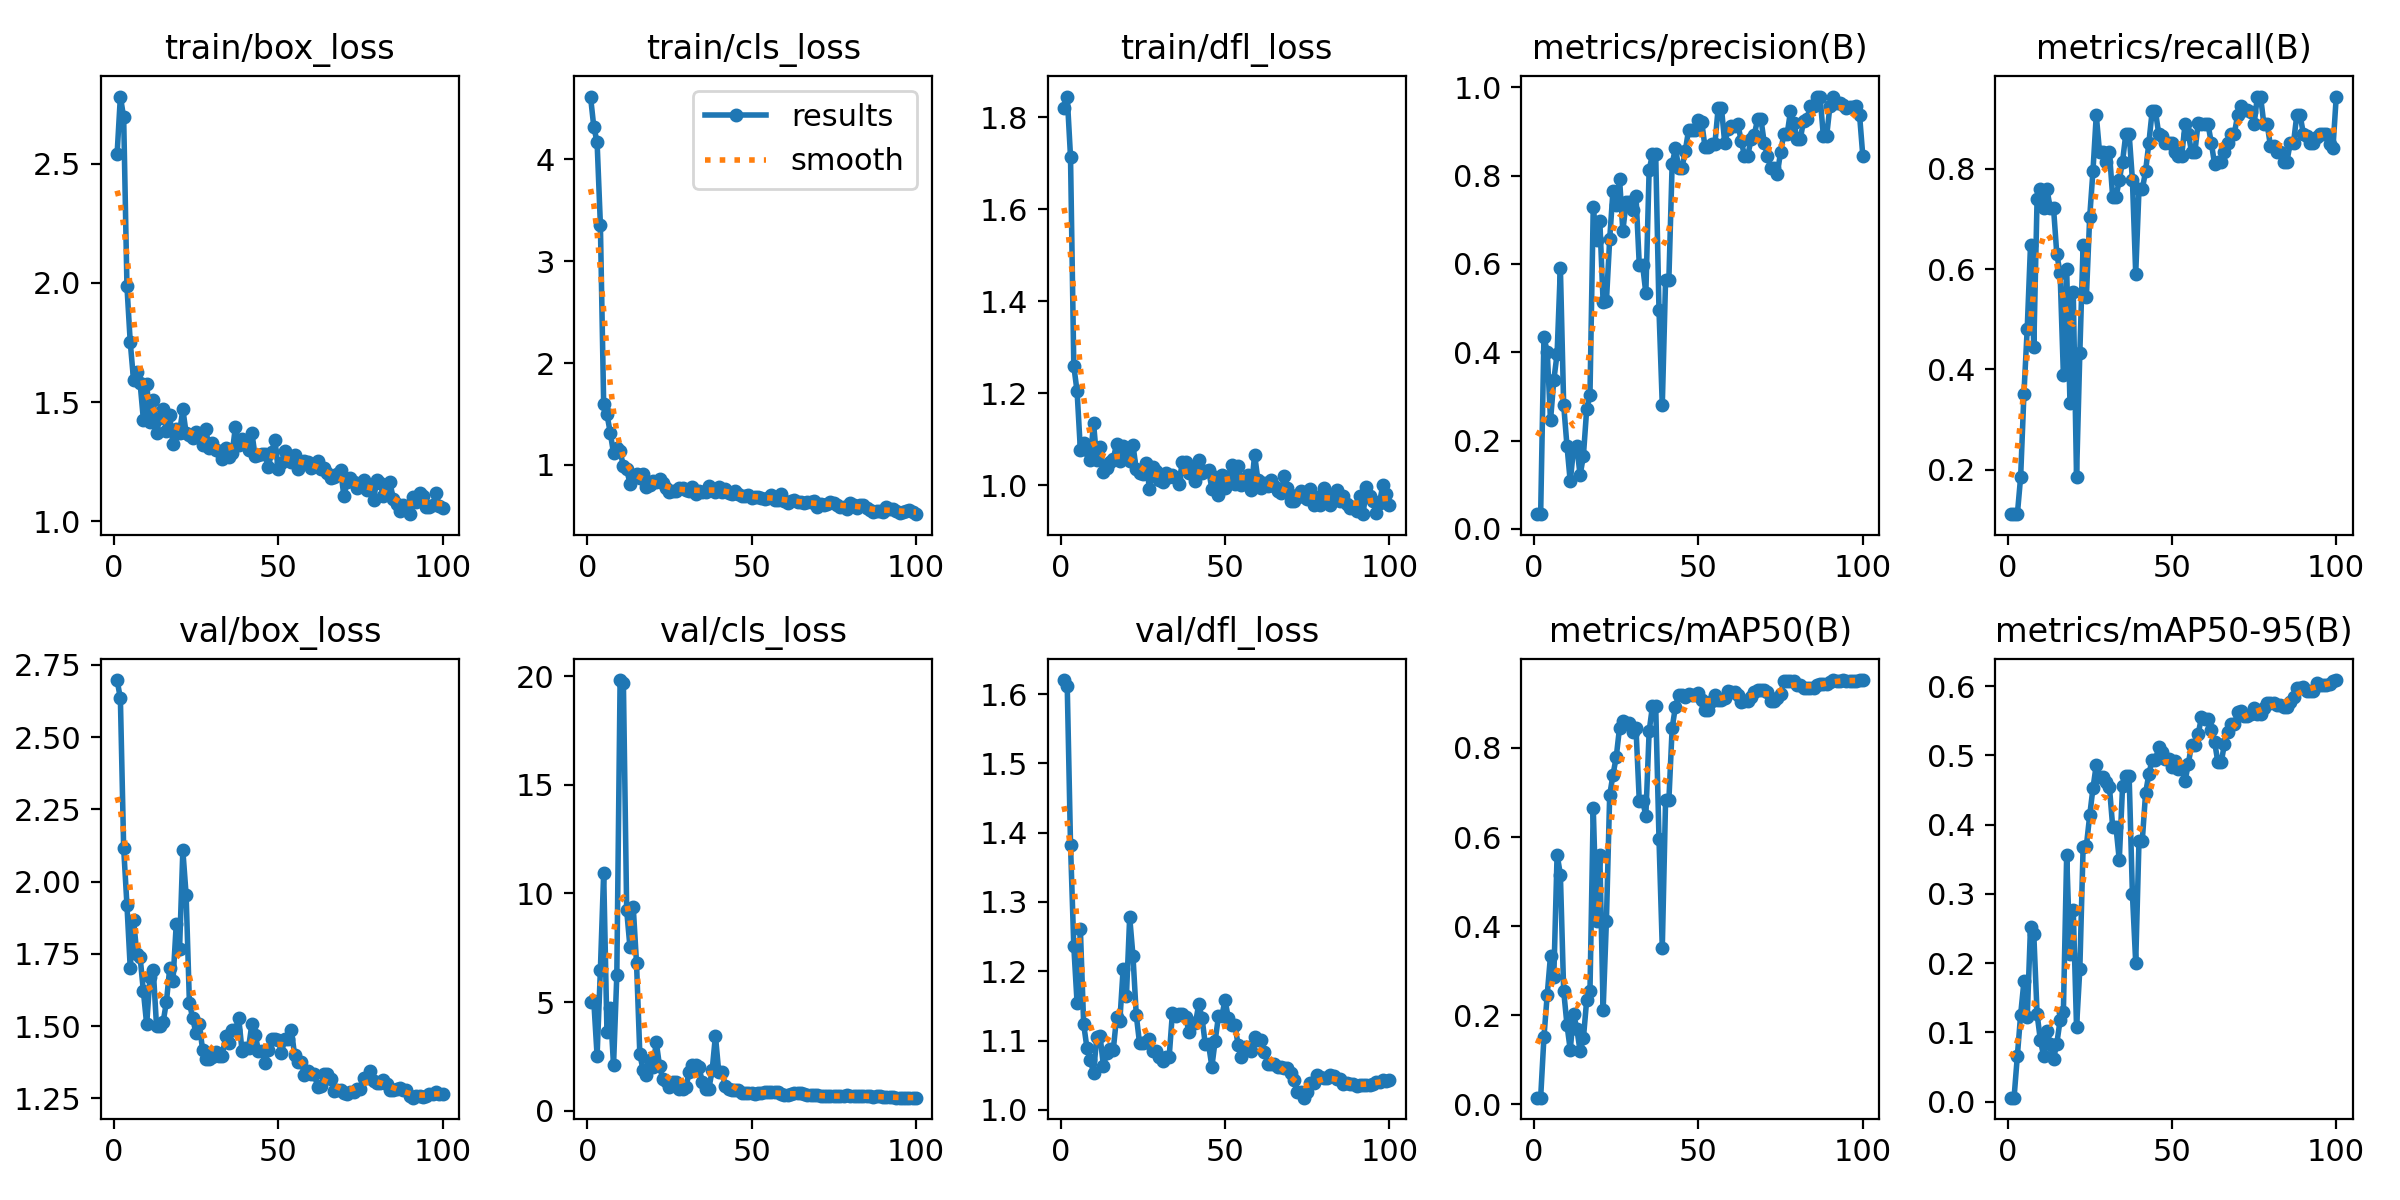 train/box_loss
2.5
2.0
1.5
1.0
0 50 100
train/cls_loss
results
smooth
4
3
2
1
0 50 100
train/dfl_loss
1.8
1.6
1.4
1.2
1.0
0 50 100
metrics/precision(B)
1.0
0.8
0.6
0.4
0.2
0.0
0 50 100
metrics/recall(B)
0.8
0.6
0.4
0.2
0 50 100
val/box_loss
2.75
2.50
2.25
2.00
1.75
1.50
1.25
0 50 100
val/cls_loss
20
15
10
5
0
0 50 100
val/dfl_loss
1.6
1.5
1.4
1.3
1.2
1.1
1.0
0 50 100
metrics/mAP50(B)
0.8
0.6
0.4
0.2
0.0
0 50 100
metrics/mAP50-95(B)
0.6
0.5
0.4
0.3
0.2
0.1
0.0
0 50 100